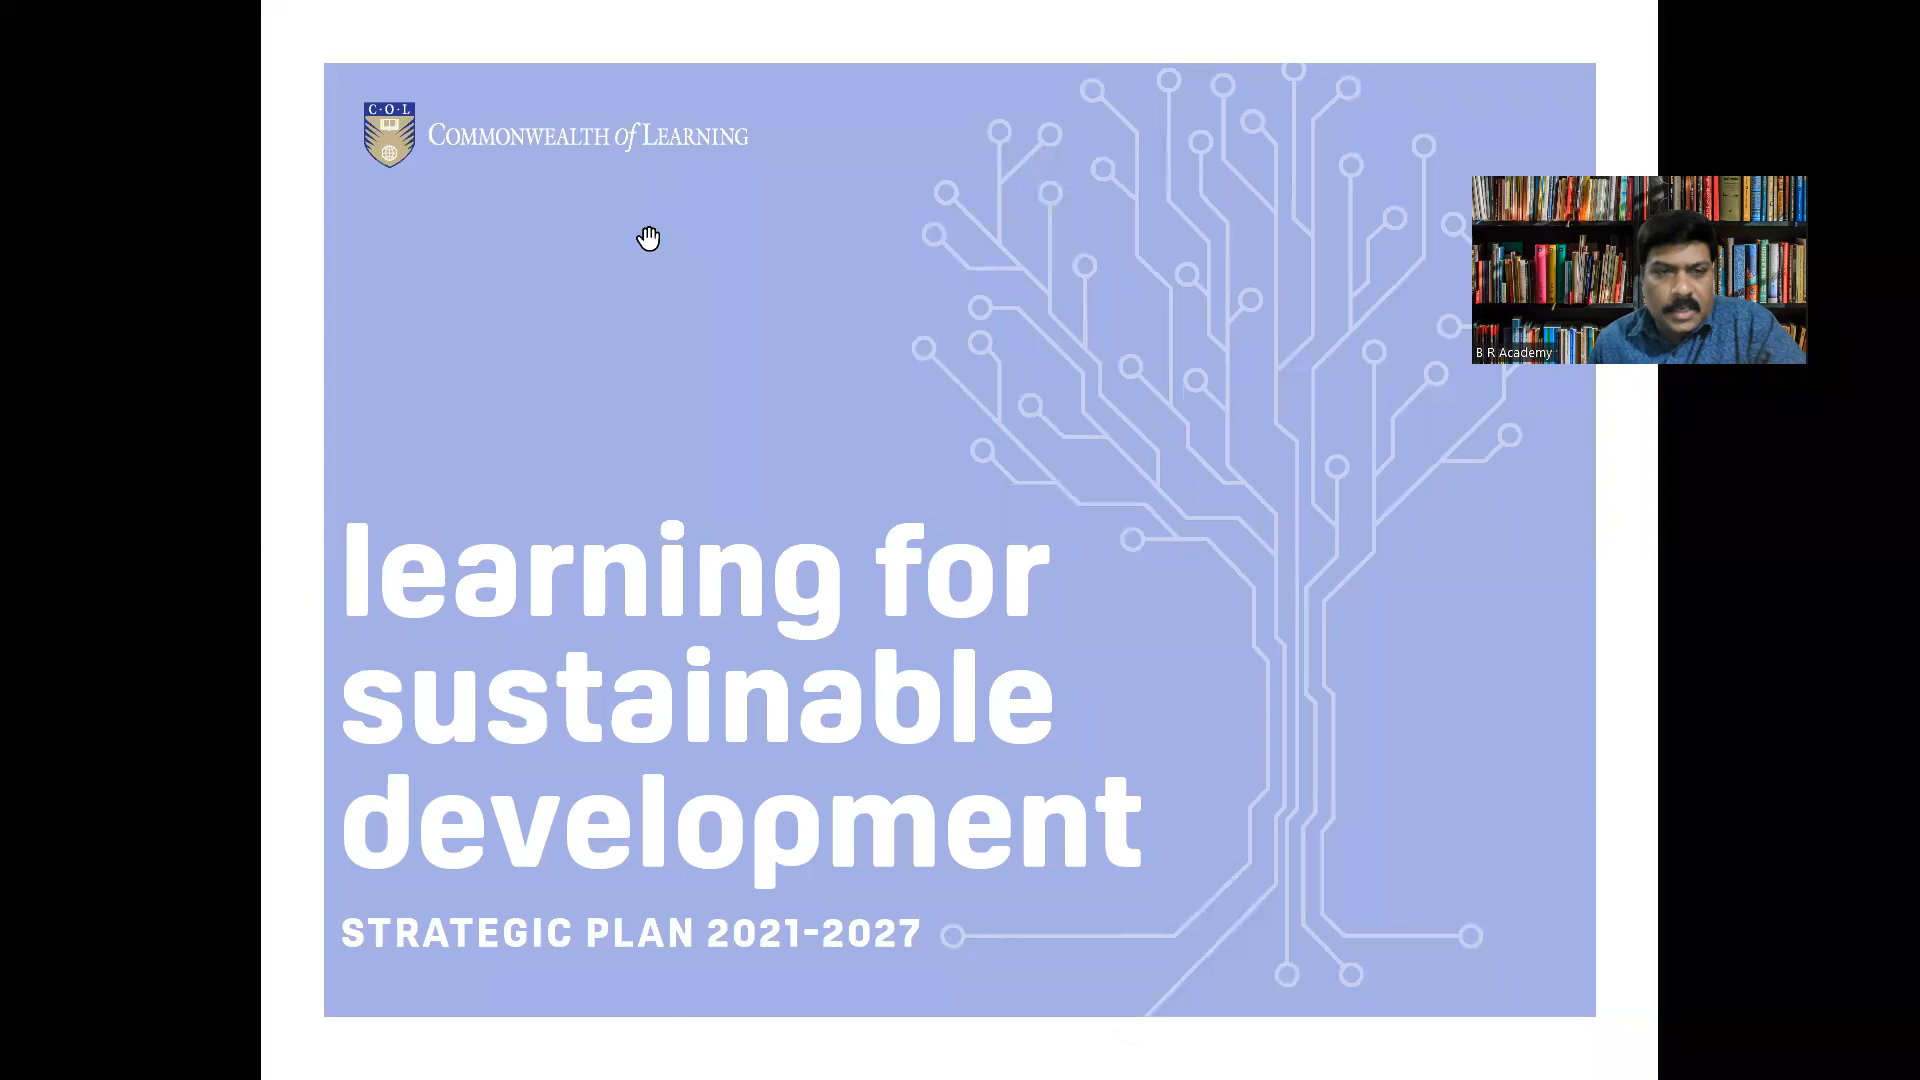 C·O·L
COMMONWEALTH of LEARNING
learning for
sustainable
development
STRATEGIC PLAN 2021-2027
B R Academy